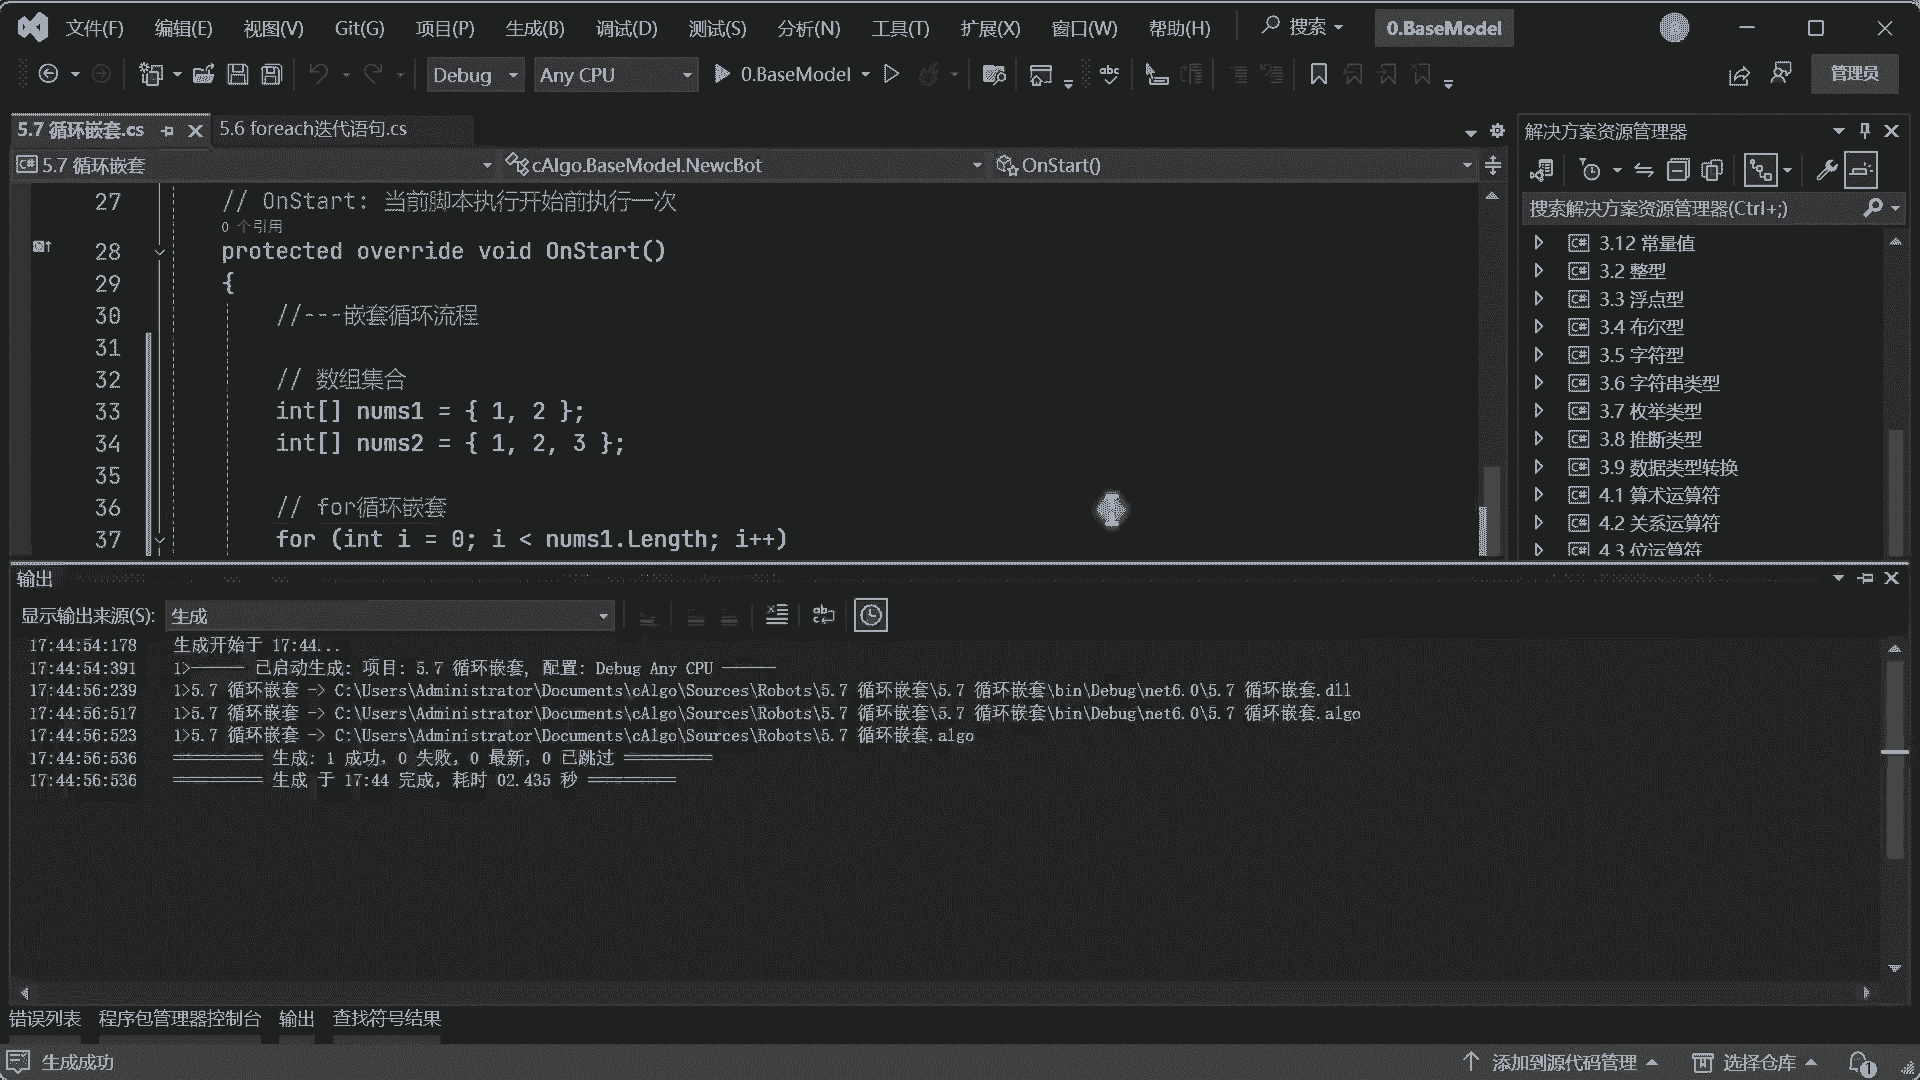 文件(F) 编辑(E) 视图(V) Git(G) 项目(P) 生成(B) 调试(D) 测试(S) 分析(N) 工具(T) 扩展(X) 窗口(W) 帮助(H) 搜索 0.BaseModel
Debug Any CPU 0.BaseModel 管理员
5.7 循环嵌套.cs 5.6 foreach迭代语句.cs
5.7 循环嵌套 cAlgo.BaseModel.NewcBot OnStart()
27 // OnStart: 当前脚本执行开始前执行一次
0 个引用
28 protected override void OnStart()
29 {
30 //---嵌套循环流程
31
32 // 数组集合
33 int[] nums1 = { 1, 2 };
34 int[] nums2 = { 1, 2, 3 };
35
36 // for循环嵌套
37 for (int i = 0; i < nums1.Length; i++)
解决方案资源管理器
搜索解决方案资源管理器(Ctrl+;)
3.12 常量值
3.2 整型
3.3 浮点型
3.4 布尔型
3.5 字符型
3.6 字符串类型
3.7 枚举类型
3.8 推断类型
3.9 数据类型转换
4.1 算术运算符
4.2 关系运算符
4.3 位运算符
输出
显示输出来源(S): 生成
17:44:54:178 生成开始于 17:44...
17:44:54:391 1>------ 已启动生成: 项目: 5.7 循环嵌套, 配置: Debug Any CPU ------
17:44:56:239 1>5.7 循环嵌套 -> C:\Users\Administrator\Documents\cAlgo\Sources\Robots\5.7 循环嵌套\5.7 循环嵌套\bin\Debug\net6.0\5.7 循环嵌套.dll
17:44:56:517 1>5.7 循环嵌套 -> C:\Users\Administrator\Documents\cAlgo\Sources\Robots\5.7 循环嵌套\5.7 循环嵌套\bin\Debug\net6.0\5.7 循环嵌套.algo
17:44:56:523 1>5.7 循环嵌套 -> C:\Users\Administrator\Documents\cAlgo\Sources\Robots\5.7 循环嵌套.algo
17:44:56:536 ========== 生成: 1 成功，0 失败，0 最新，0 已跳过 ==========
17:44:56:536 ========== 生成 于 17:44 完成，耗时 02.435 秒 ==========
错误列表 程序包管理器控制台 输出 查找符号结果
生成成功 添加到源代码管理 选择仓库 1